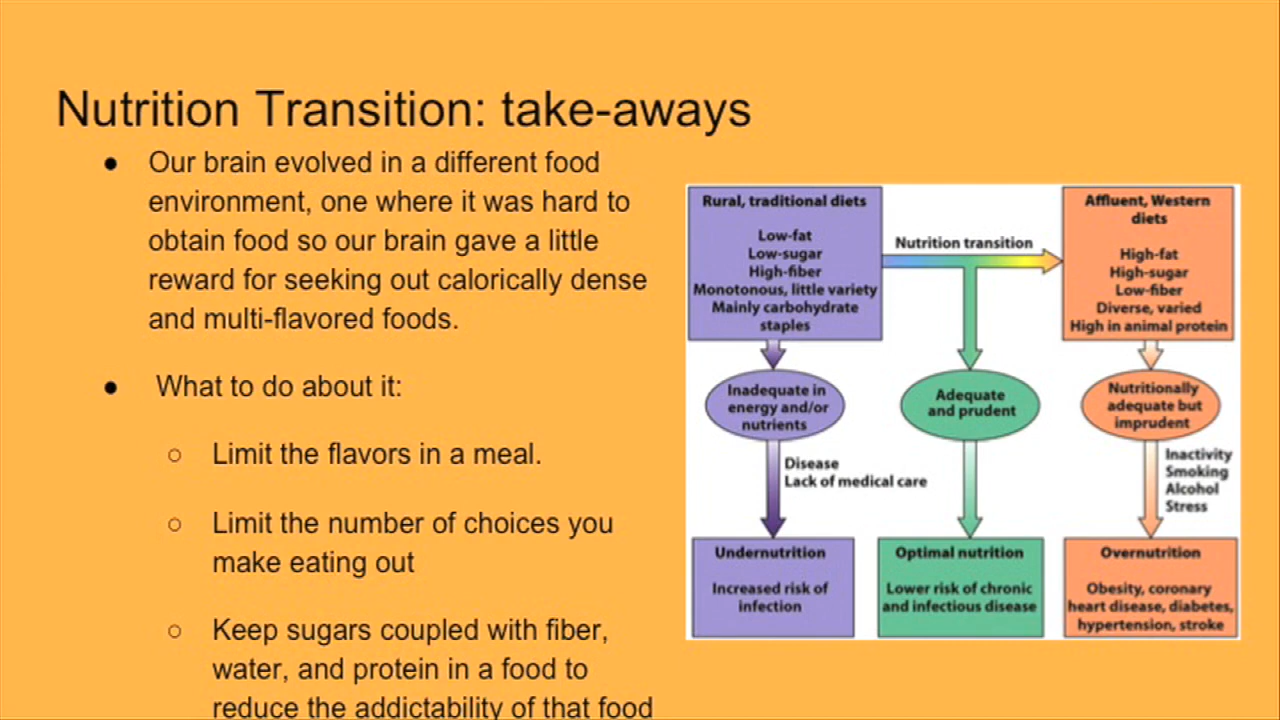 Nutrition Transition: take-aways
● Our brain evolved in a different food
environment, one where it was hard to
obtain food so our brain gave a little
reward for seeking out calorically dense
and multi-flavored foods.
● What to do about it:
○ Limit the flavors in a meal.
○ Limit the number of choices you
make eating out
○ Keep sugars coupled with fiber,
water, and protein in a food to
reduce the addictability of that food
Rural, traditional diets
Low-fat
Low-sugar
High-fiber
Monotonous, little variety
Mainly carbohydrate
staples
Nutrition transition
Affluent, Western
diets
High-fat
High-sugar
Low-fiber
Diverse, varied
High in animal protein
Inadequate in
energy and/or
nutrients
Adequate
and prudent
Nutritionally
adequate but
imprudent
Disease
Lack of medical care
Inactivity
Smoking
Alcohol
Stress
Undernutrition
Increased risk of
infection
Optimal nutrition
Lower risk of chronic
and infectious disease
Overnutrition
Obesity, coronary
heart disease, diabetes,
hypertension, stroke